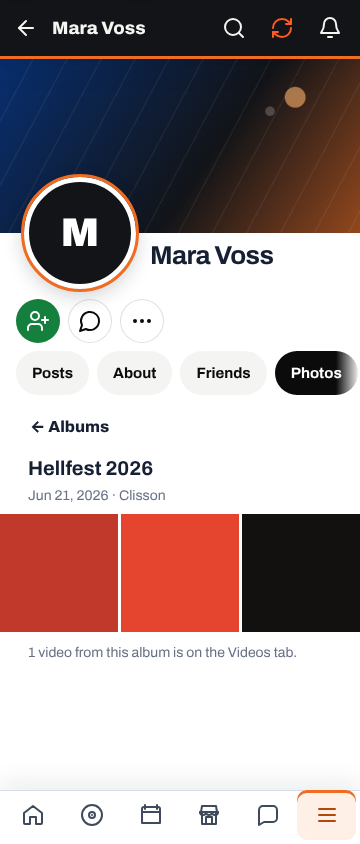 Mara Voss
M
Mara Voss
Posts
About
Friends
Photos
← Albums
Hellfest 2026
Jun 21, 2026 · Clisson
1 video from this album is on the Videos tab.